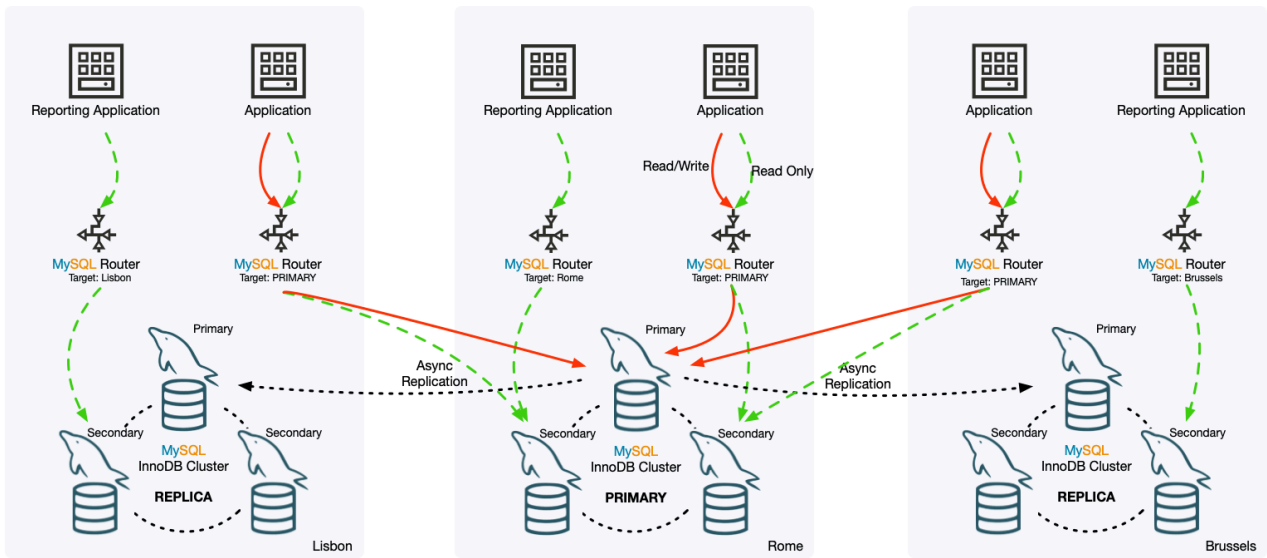 Reporting Application
Application
MySQL Router
Target: Lisbon
MySQL Router
Target: PRIMARY
Primary
Async
Replication
Secondary
Secondary
MySQL
InnoDB Cluster
REPLICA
Lisbon
Reporting Application
Application
Read/Write
Read Only
MySQL Router
Target: Rome
MySQL Router
Target: PRIMARY
Primary
Secondary
Secondary
MySQL
InnoDB Cluster
PRIMARY
Rome
Application
Reporting Application
MySQL Router
Target: PRIMARY
MySQL Router
Target: Brussels
Async
Replication
Primary
Secondary
Secondary
MySQL
InnoDB Cluster
REPLICA
Brussels